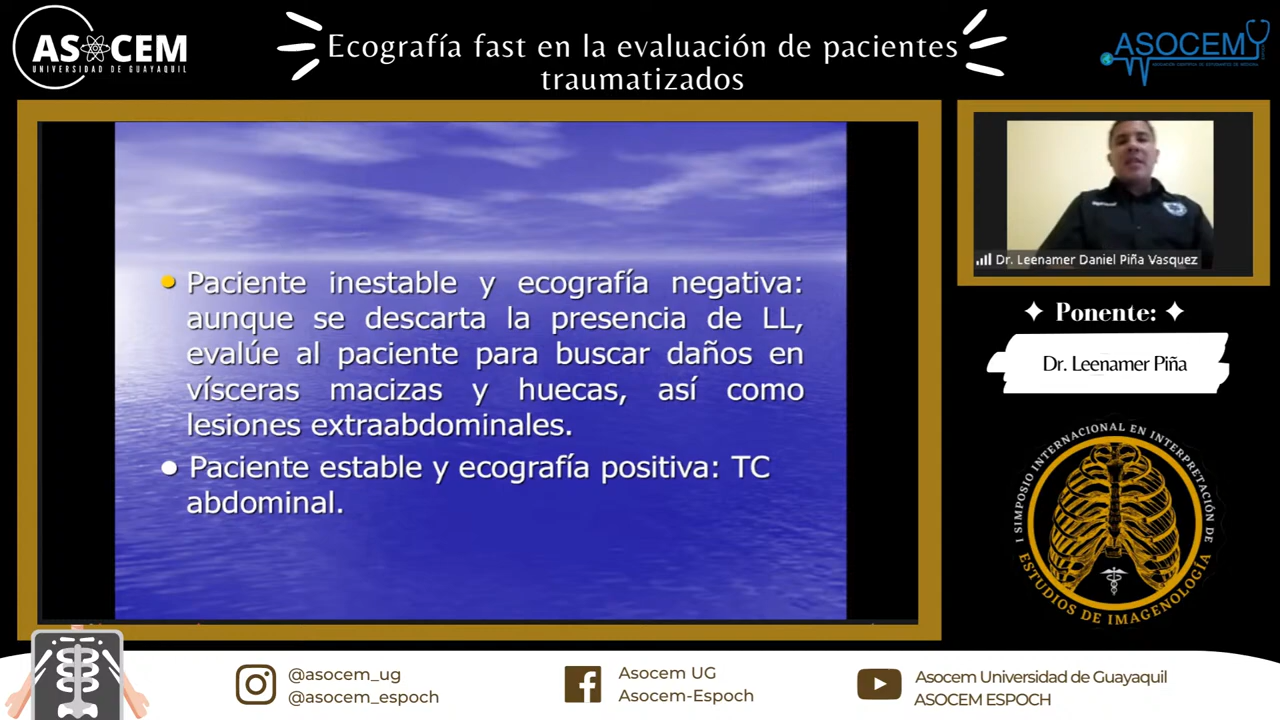 ASOCEM
UNIVERSIDAD DE GUAYAQUIL
Ecografía fast en la evaluación de pacientes
traumatizados
ASOCEM
Paciente inestable y ecografía negativa:
aunque se descarta la presencia de LL,
evalúe al paciente para buscar daños en
vísceras macizas y huecas, así como
lesiones extraabdominales.
Paciente estable y ecografía positiva: TC
abdominal.
Dr. Leenamer Daniel Piña Vasquez
Ponente:
Dr. Leenamer Piña
I SIMPOSIO INTERNACIONAL EN INTERPRETACIÓN DE
ESTUDIOS DE IMAGENOLOGÍA
@asocem_ug
@asocem_espoch
Asocem UG
Asocem-Espoch
Asocem Universidad de Guayaquil
ASOCEM ESPOCH